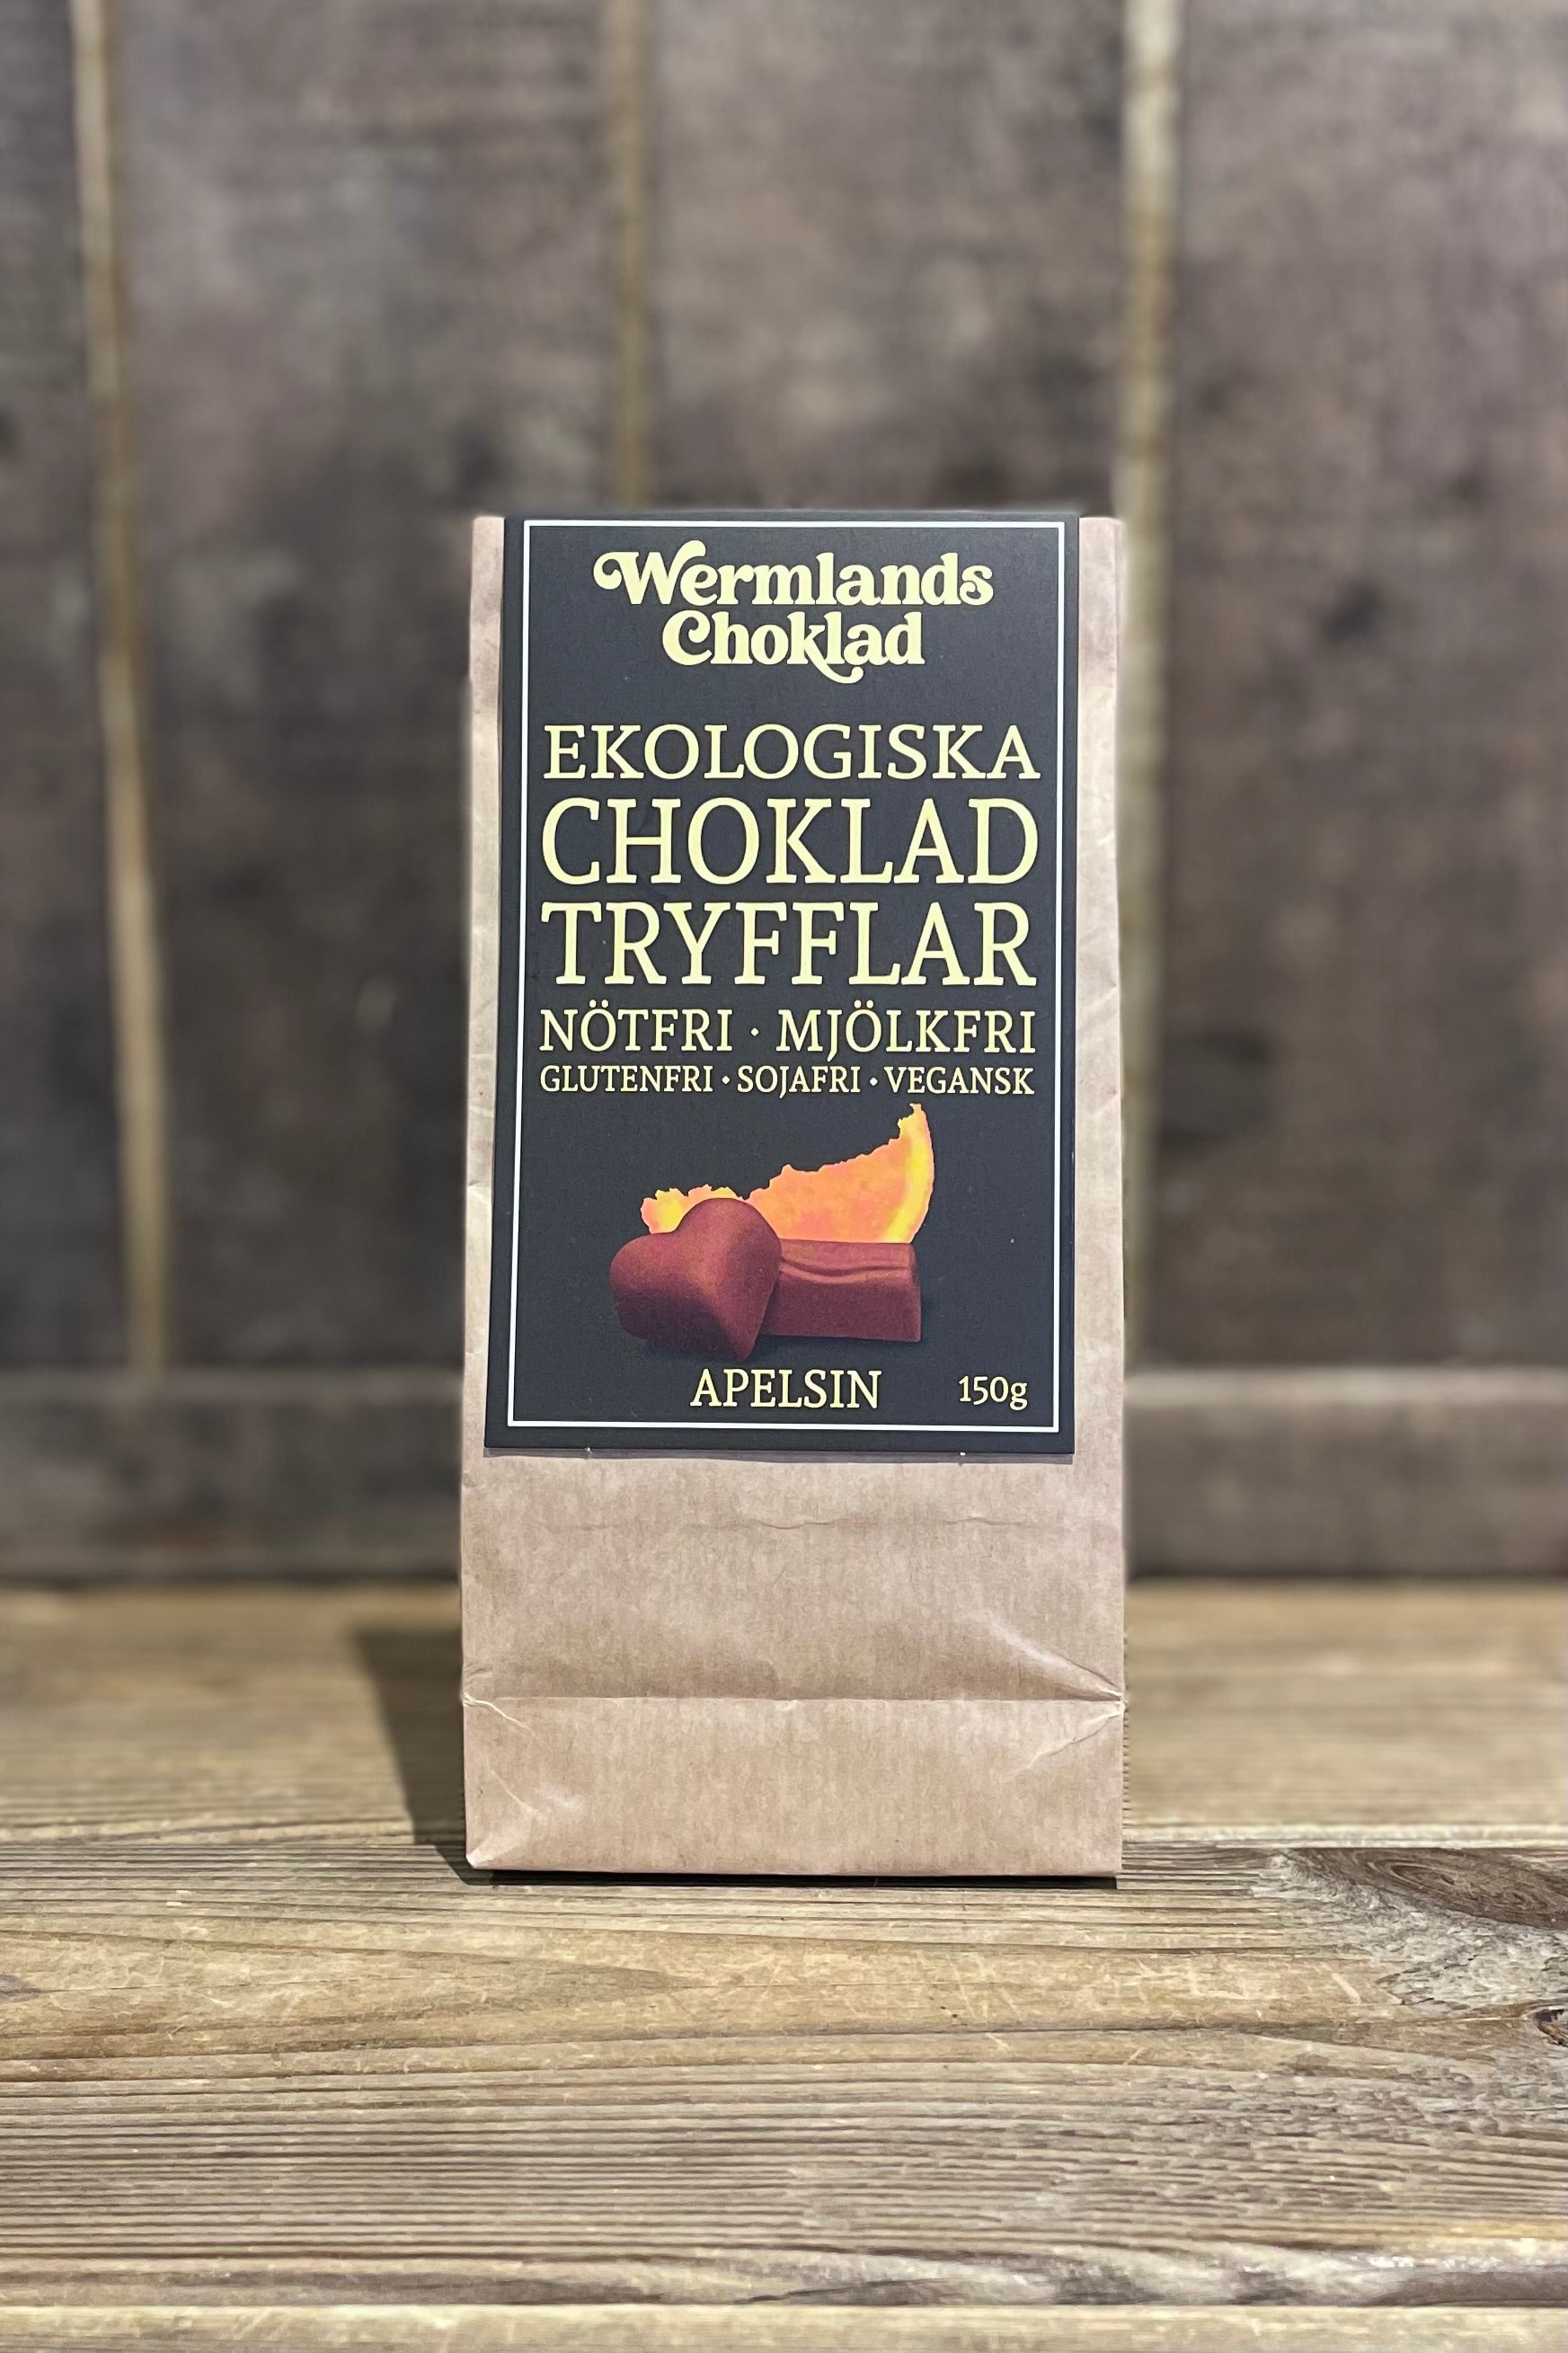 Wermlands
Choklad
EKOLOGISKA
CHOKLAD
TRYFFLAR
NÖTFRI · MJÖLKFRI
GLUTENFRI · SOJAFRI · VEGANSK
APELSIN 150g